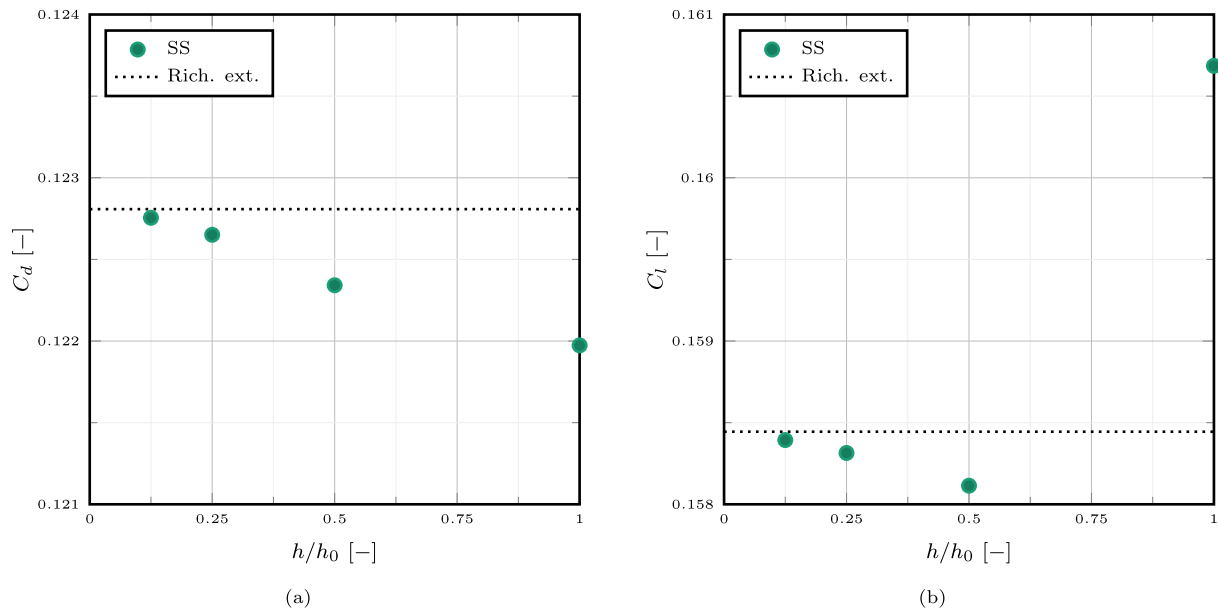 0.124
SS
Rich. ext.
0.123
C_d [−]
0.122
0.121
0
0.25
0.5
0.75
1
h/h_0 [−]
(a)
0.161
SS
Rich. ext.
0.16
C_l [−]
0.159
0.158
0
0.25
0.5
0.75
1
h/h_0 [−]
(b)